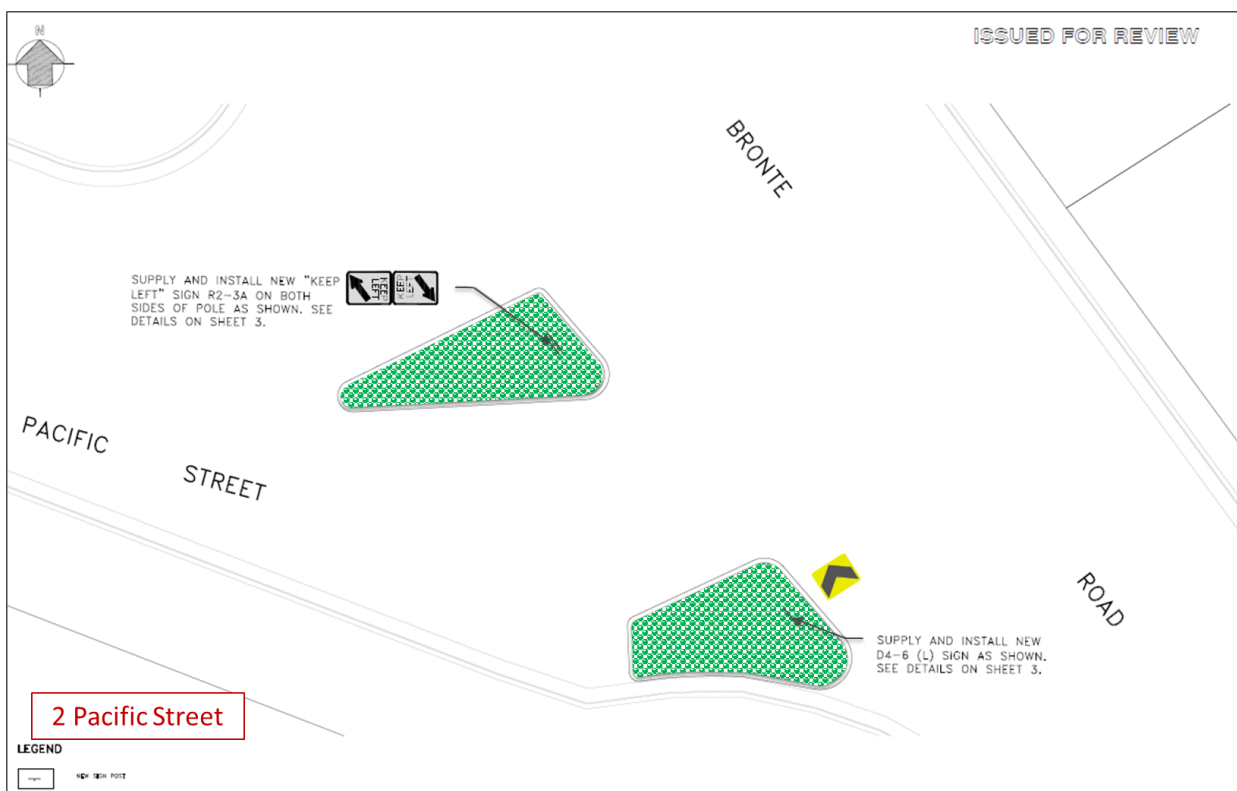 N
ISSUED FOR REVIEW
BRONTE
SUPPLY AND INSTALL NEW "KEEP
LEFT" SIGN R2-3A ON BOTH
SIDES OF POLE AS SHOWN. SEE
DETAILS ON SHEET 3.
KEEP
LEFT
KEEP
LEFT
PACIFIC
STREET
ROAD
SUPPLY AND INSTALL NEW
D4-6 (L) SIGN AS SHOWN.
SEE DETAILS ON SHEET 3.
2 Pacific Street
LEGEND
NEW SIGN POST